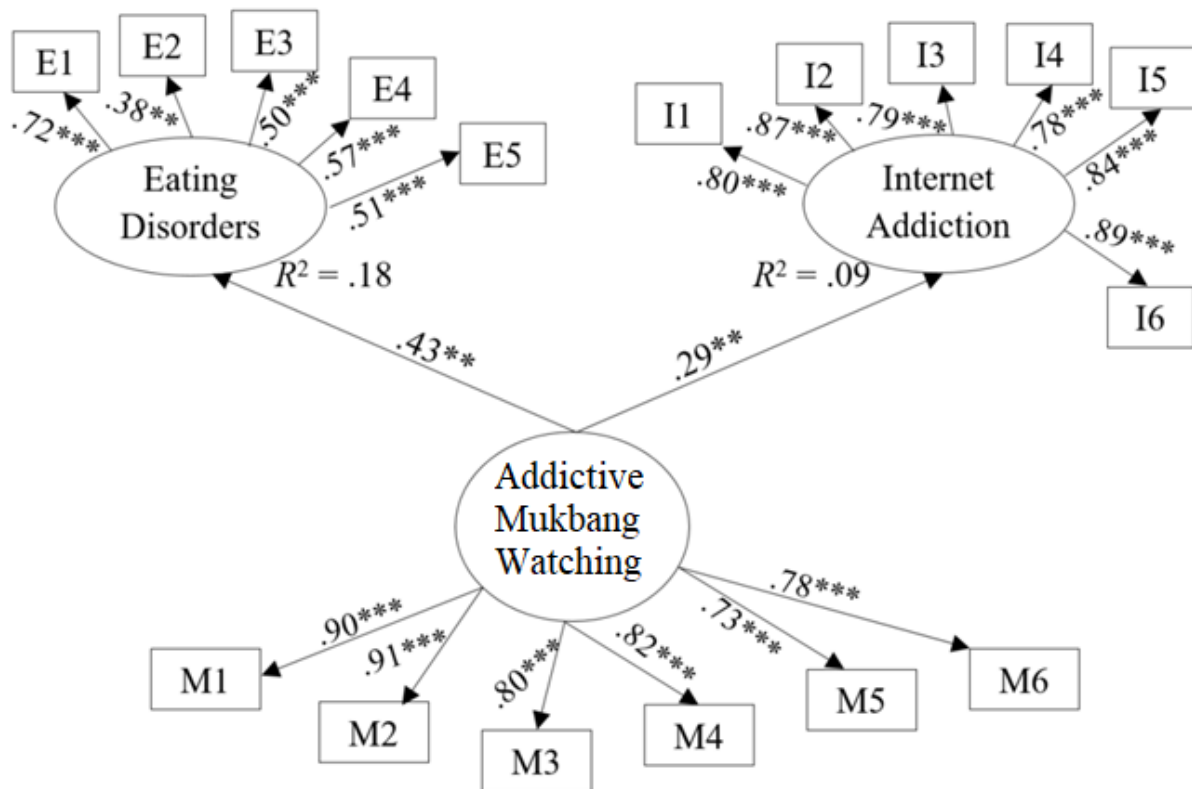 E1
E2
E3
E4
E5
.72***
.38**
.50***
.57***
.51***
Eating
Disorders
R² = .18
I1
I2
I3
I4
I5
I6
.80***
.87***
.79***
.78***
.84***
.89***
Internet
Addiction
R² = .09
.43**
.29**
Addictive
Mukbang
Watching
.90***
.91***
.80***
.82***
.73***
.78***
M1
M2
M3
M4
M5
M6